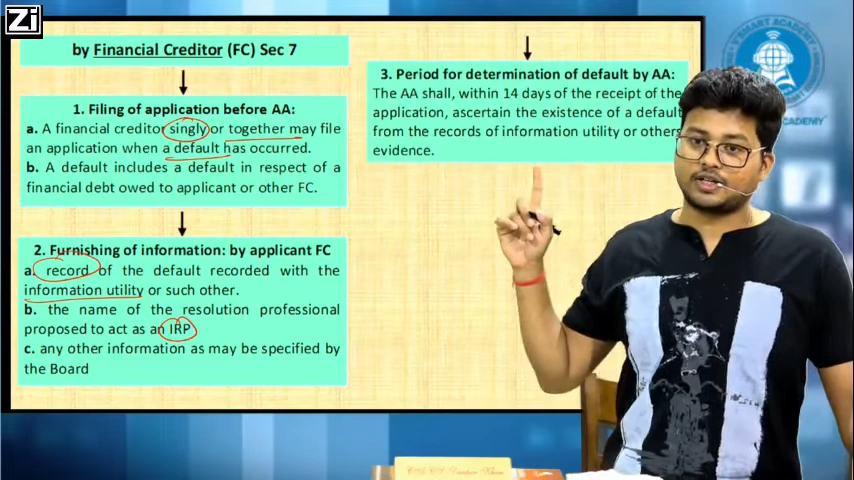 Zi
by Financial Creditor (FC) Sec 7
1. Filing of application before AA:
a. A financial creditor singly or together may file
an application when a default has occurred.
b. A default includes a default in respect of a
financial debt owed to applicant or other FC.
2. Furnishing of information: by applicant FC
a. record of the default recorded with the
information utility or such other.
b. the name of the resolution professional
proposed to act as an IRP
c. any other information as may be specified by
the Board
3. Period for determination of default by AA:
The AA shall, within 14 days of the receipt of the
application, ascertain the existence of a default
from the records of information utility or others
evidence.
SMART ACADEMY
CADEMY